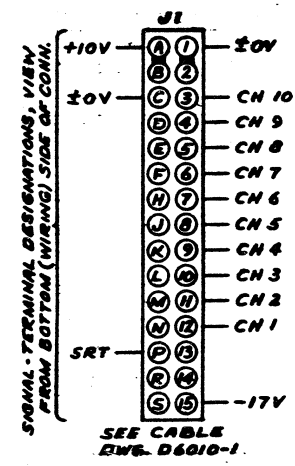 J1
+10V A 1 ±0V
B 2
±0V C 3 CH 10
D 4 CH 9
E 5 CH 8
F 6 CH 7
H 7 CH 6
J 8 CH 5
K 9 CH 4
L 10 CH 3
M 11 CH 2
N 12 CH 1
SRT P 13
R 14
S 15 -17V
SIGNAL-TERMINAL DESIGNATIONS, VIEW
FROM BOTTOM (WIRING) SIDE OF CONN.
SEE CABLE
DWG. D6010-1